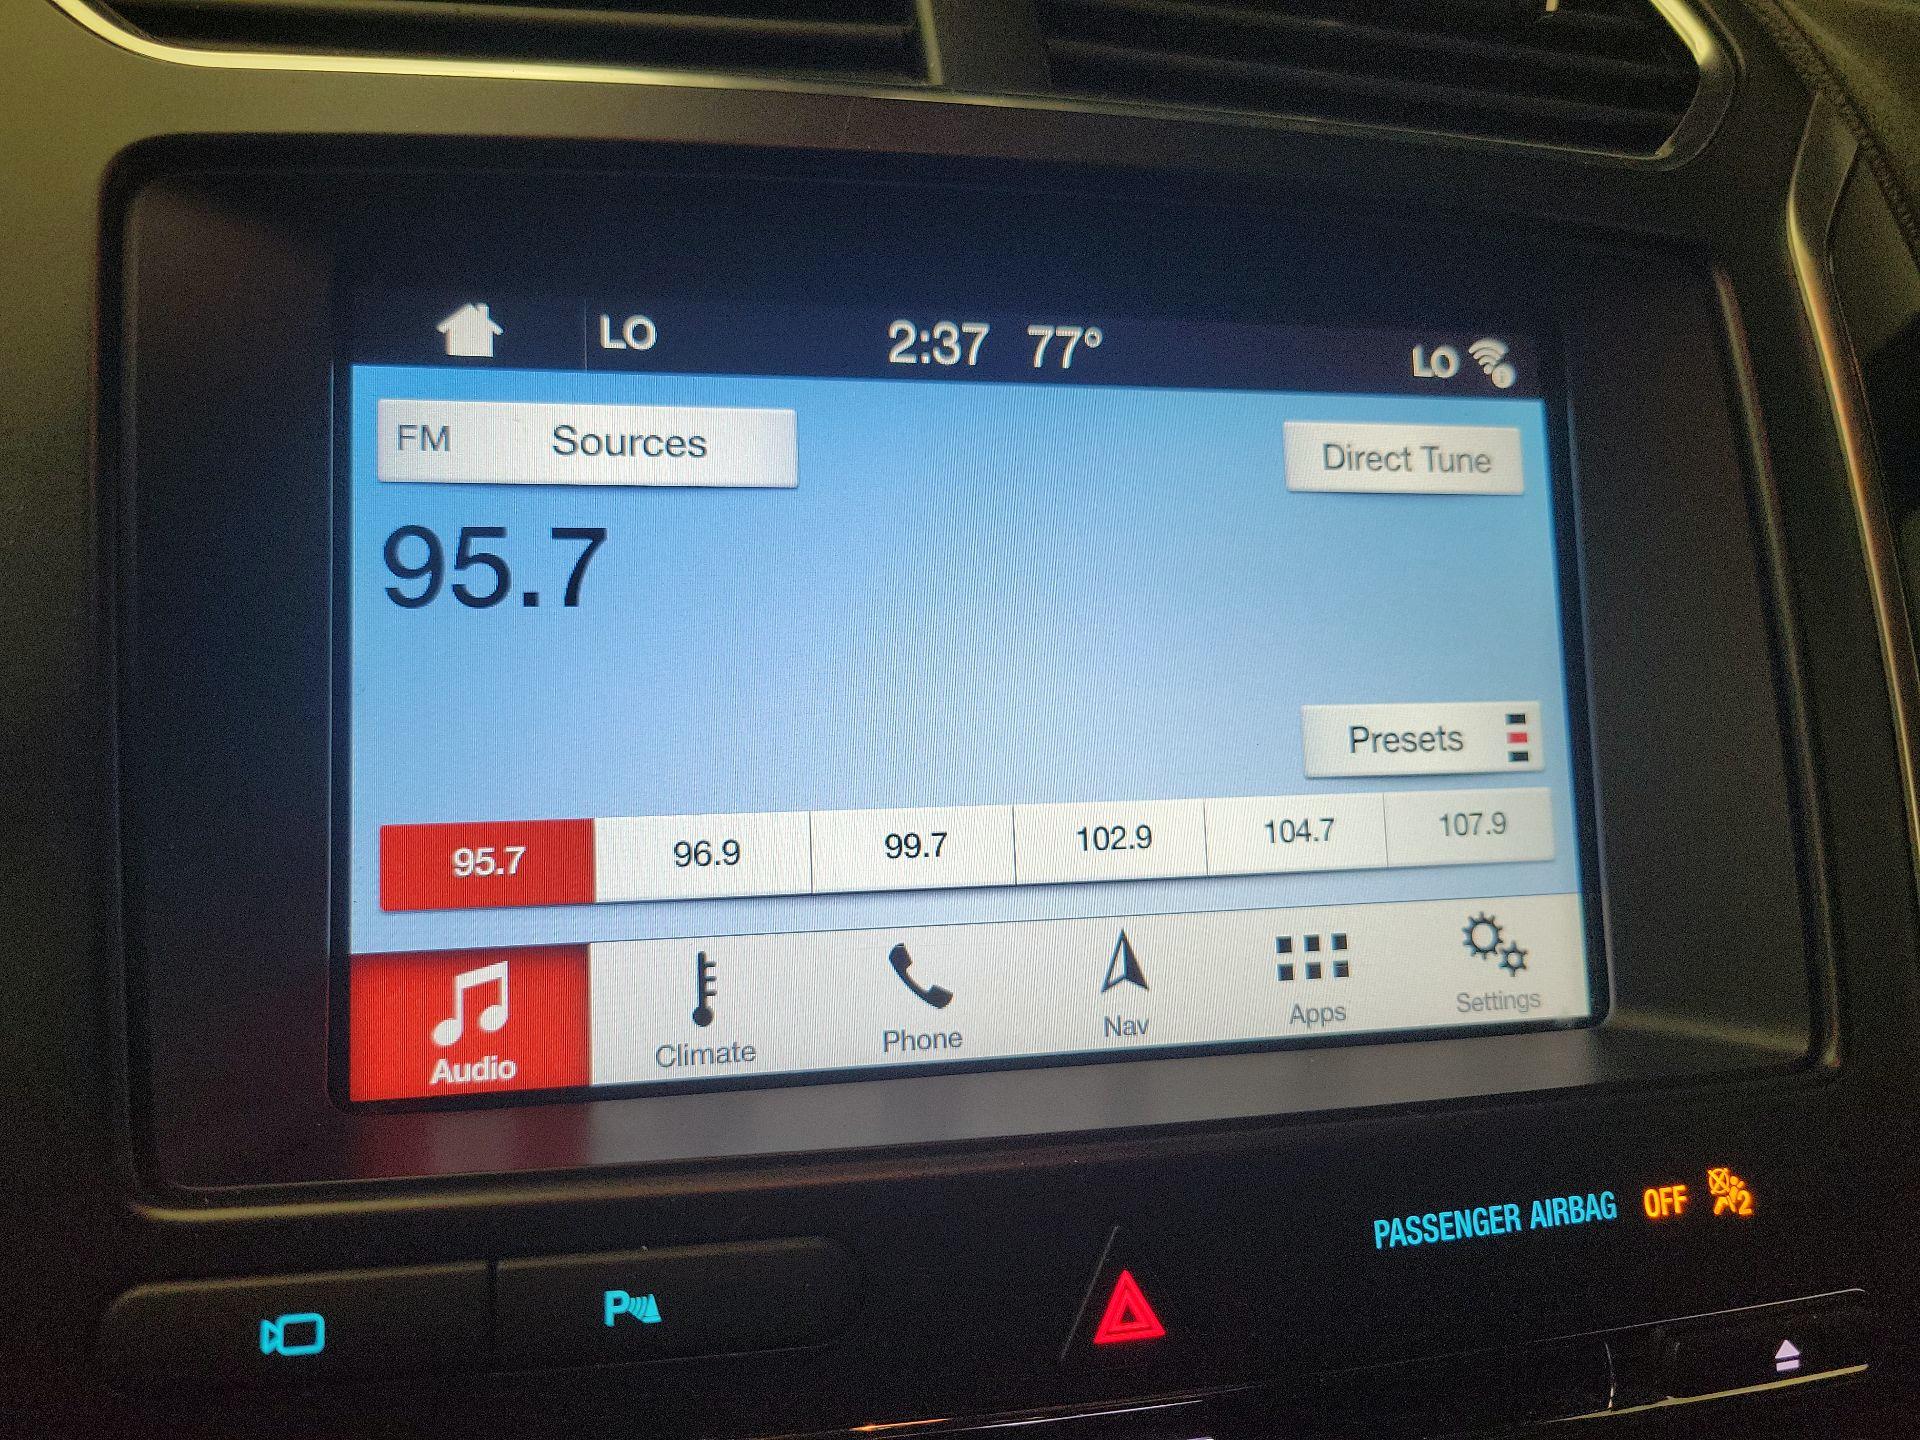 LO 2:37 77° LO
FM Sources Direct Tune
95.7
Presets
95.7 96.9 99.7 102.9 104.7 107.9
Audio Climate Phone Nav Apps Settings
PASSENGER AIRBAG OFF 2
P